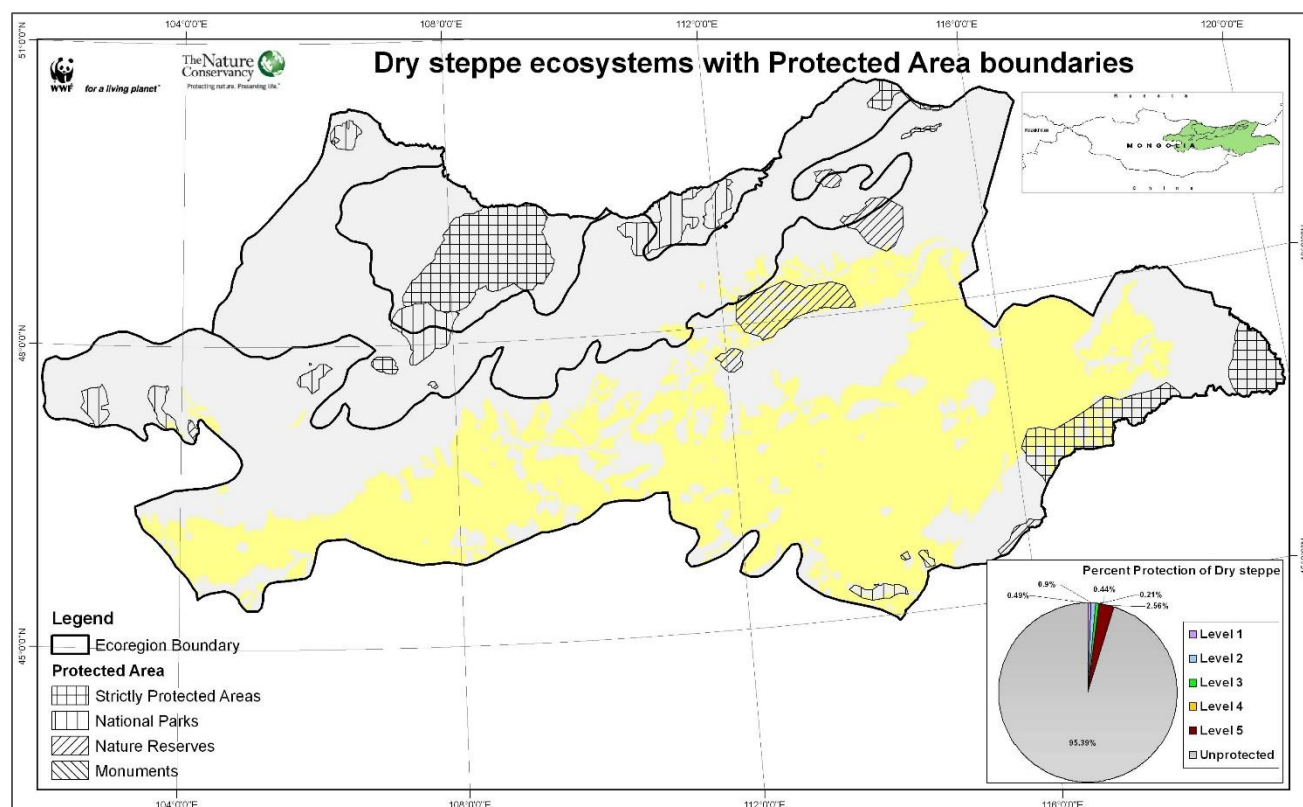 104°0'0"E
108°0'0"E
112°0'0"E
116°0'0"E
120°0'0"E
51°0'0"N
WWF
for a living planet®
The Nature
Conservancy
Protecting nature. Preserving life.™
Dry steppe ecosystems with Protected Area boundaries
Russia
MONGOLIA
China
48°0'0"N
45°0'0"N
Legend
Ecoregion Boundary
Protected Area
Strictly Protected Areas
National Parks
Nature Reserves
Monuments
Percent Protection of Dry steppe
0.49%
0.9%
0.44%
0.21%
2.56%
95.39%
Level 1
Level 2
Level 3
Level 4
Level 5
Unprotected
104°0'0"E
108°0'0"E
112°0'0"E
116°0'0"E